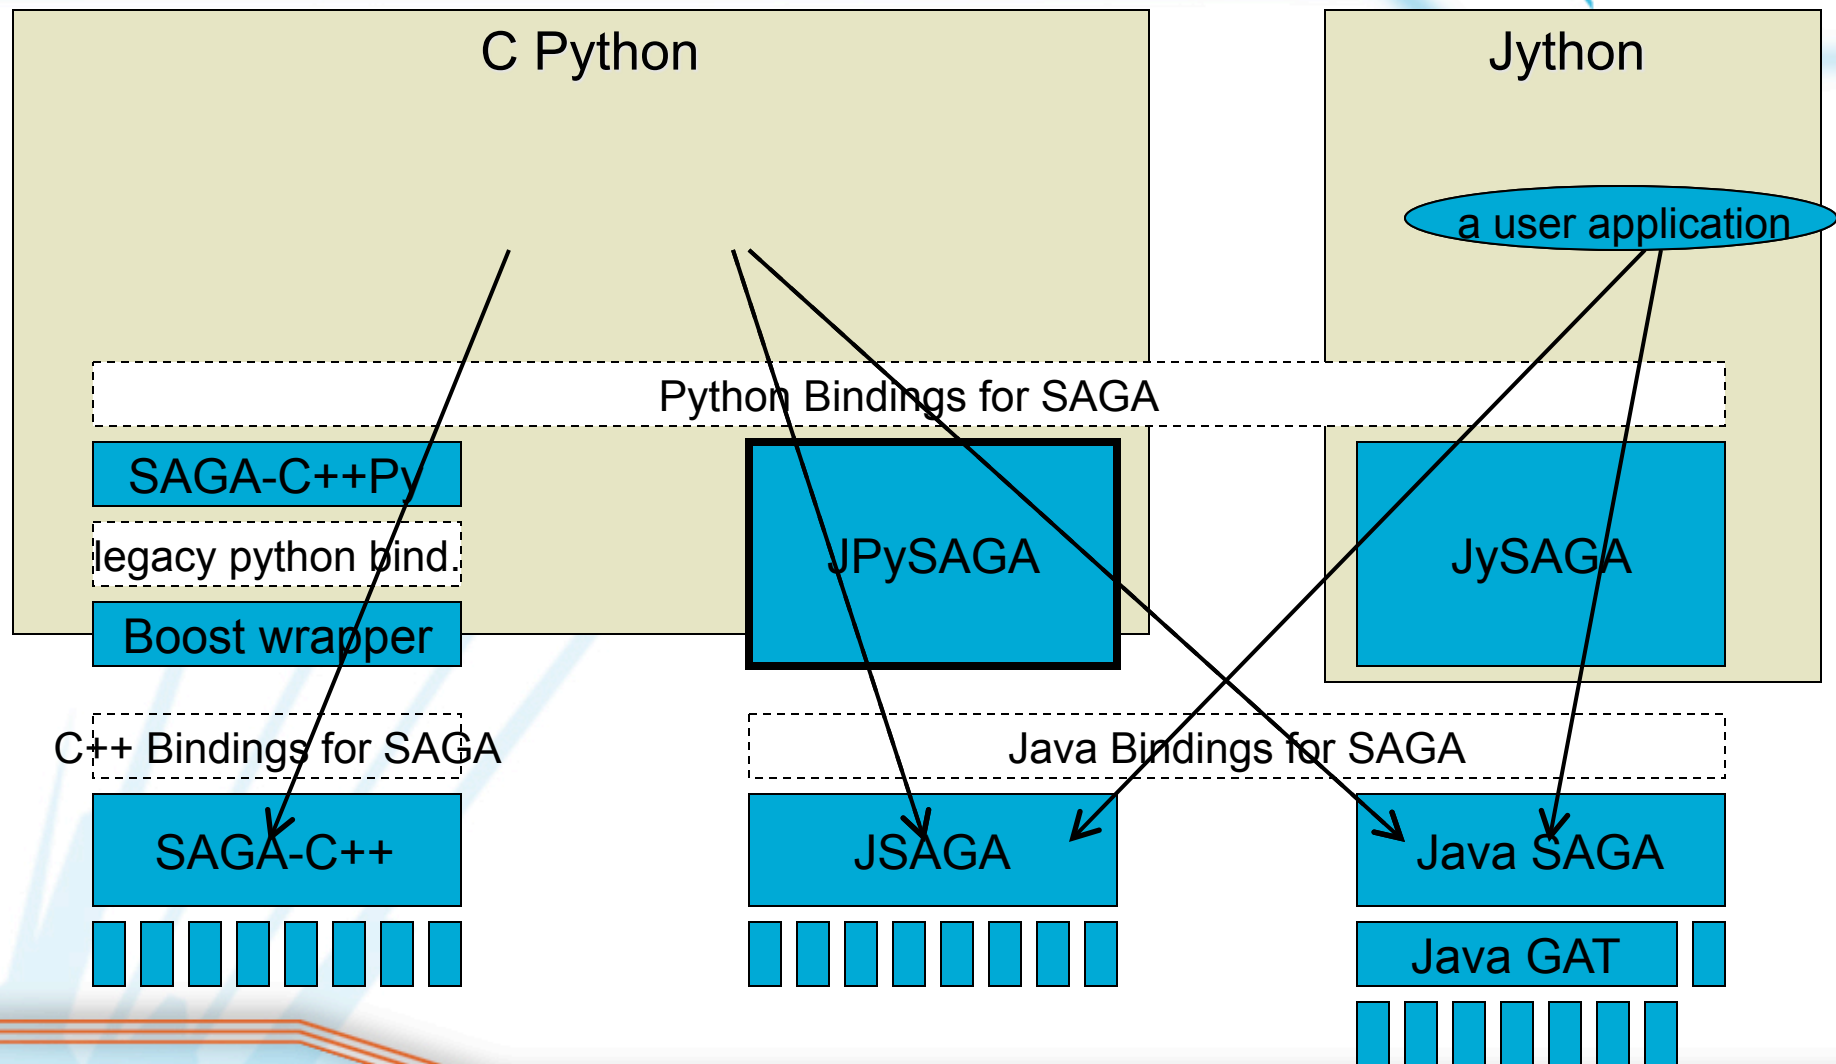 C Python
Jython
a user application
Python Bindings for SAGA
SAGA-C++Py
legacy python bind.
Boost wrapper
JPySAGA
JySAGA
C++ Bindings for SAGA
Java Bindings for SAGA
SAGA-C++
JSAGA
Java SAGA
Java GAT